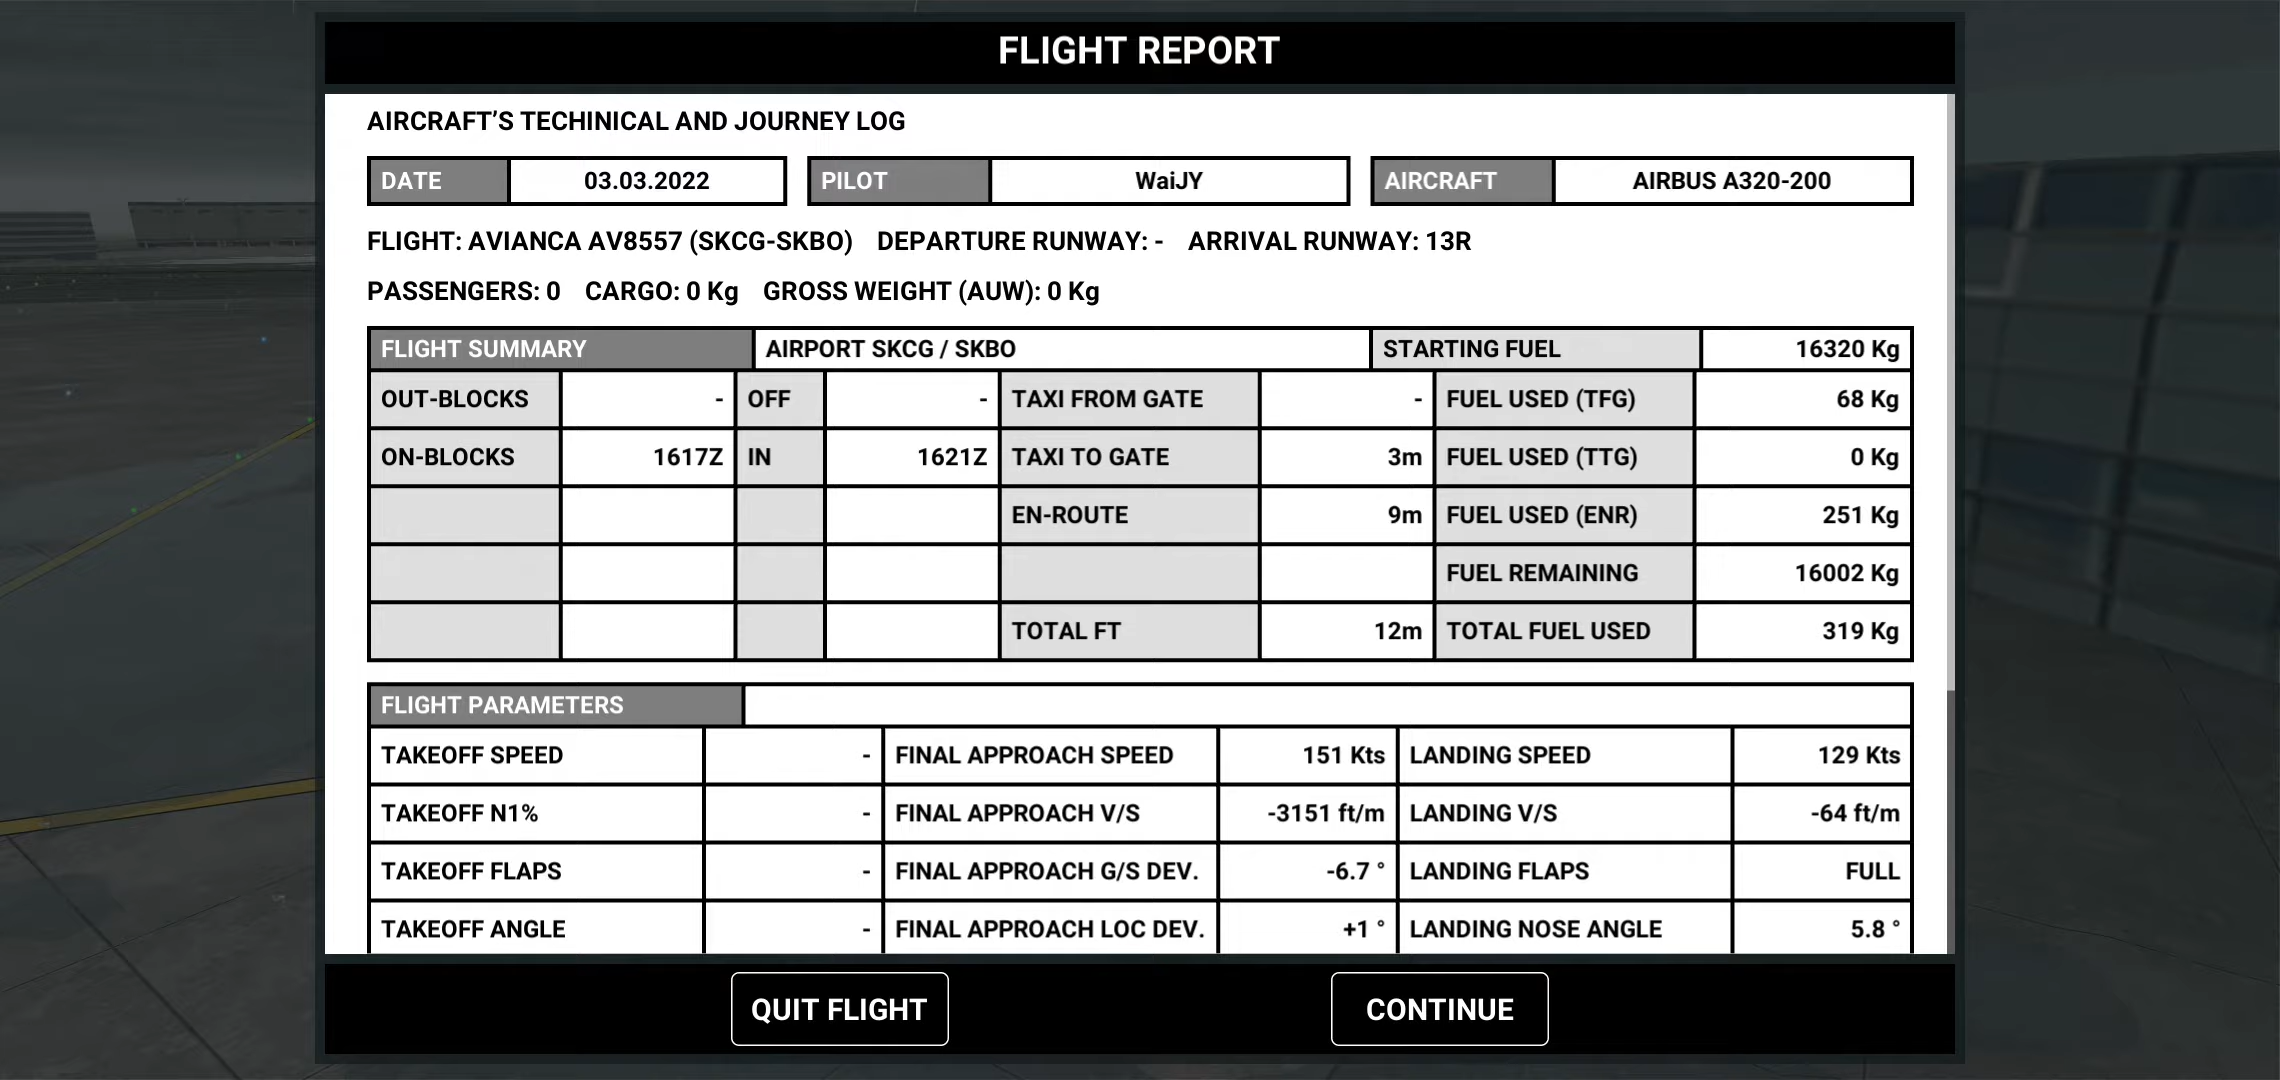 FLIGHT REPORT
AIRCRAFT’S TECHINICAL AND JOURNEY LOG
DATE 03.03.2022 PILOT WaiJY AIRCRAFT AIRBUS A320-200
FLIGHT: AVIANCA AV8557 (SKCG-SKBO) DEPARTURE RUNWAY: - ARRIVAL RUNWAY: 13R
PASSENGERS: 0 CARGO: 0 Kg GROSS WEIGHT (AUW): 0 Kg
FLIGHT SUMMARY AIRPORT SKCG / SKBO STARTING FUEL 16320 Kg
OUT-BLOCKS - OFF - TAXI FROM GATE - FUEL USED (TFG) 68 Kg
ON-BLOCKS 1617Z IN 1621Z TAXI TO GATE 3m FUEL USED (TTG) 0 Kg
EN-ROUTE 9m FUEL USED (ENR) 251 Kg
FUEL REMAINING 16002 Kg
TOTAL FT 12m TOTAL FUEL USED 319 Kg
FLIGHT PARAMETERS
TAKEOFF SPEED - FINAL APPROACH SPEED 151 Kts LANDING SPEED 129 Kts
TAKEOFF N1% - FINAL APPROACH V/S -3151 ft/m LANDING V/S -64 ft/m
TAKEOFF FLAPS - FINAL APPROACH G/S DEV. -6.7 ° LANDING FLAPS FULL
TAKEOFF ANGLE - FINAL APPROACH LOC DEV. +1 ° LANDING NOSE ANGLE 5.8 °
QUIT FLIGHT CONTINUE